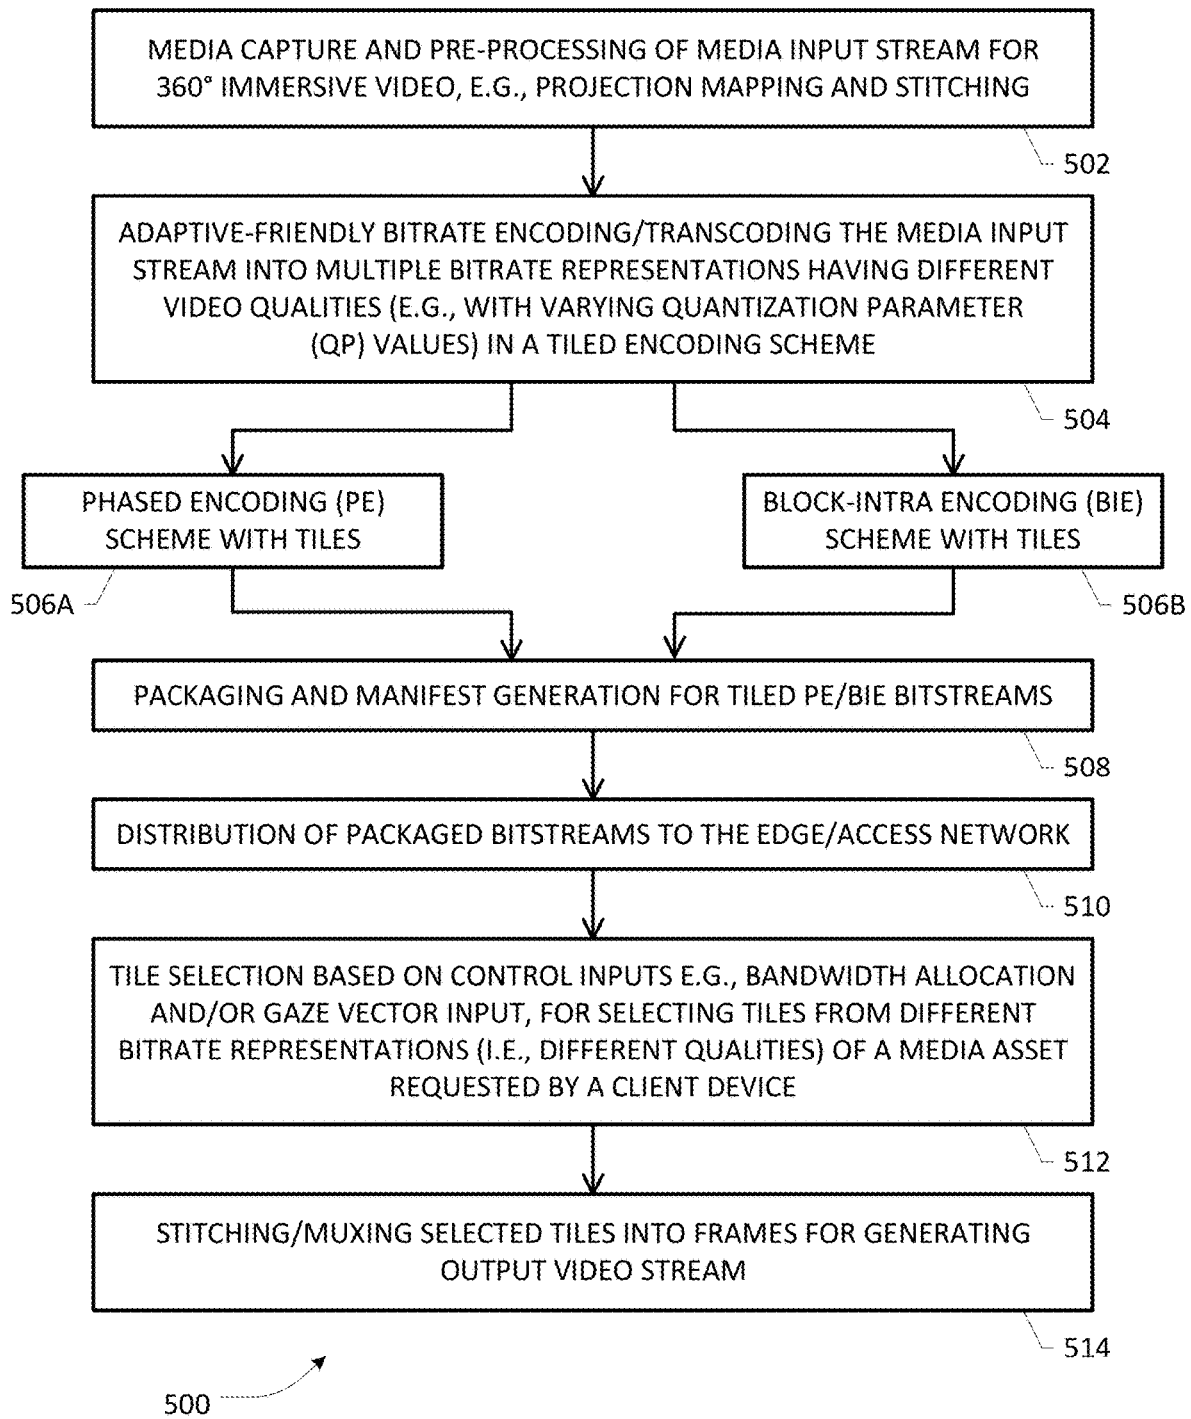 MEDIA CAPTURE AND PRE-PROCESSING OF MEDIA INPUT STREAM FOR
360° IMMERSIVE VIDEO, E.G., PROJECTION MAPPING AND STITCHING
502
ADAPTIVE-FRIENDLY BITRATE ENCODING/TRANSCODING THE MEDIA INPUT
STREAM INTO MULTIPLE BITRATE REPRESENTATIONS HAVING DIFFERENT
VIDEO QUALITIES (E.G., WITH VARYING QUANTIZATION PARAMETER
(QP) VALUES) IN A TILED ENCODING SCHEME
504
PHASED ENCODING (PE)
SCHEME WITH TILES
506A
BLOCK-INTRA ENCODING (BIE)
SCHEME WITH TILES
506B
PACKAGING AND MANIFEST GENERATION FOR TILED PE/BIE BITSTREAMS
508
DISTRIBUTION OF PACKAGED BITSTREAMS TO THE EDGE/ACCESS NETWORK
510
TILE SELECTION BASED ON CONTROL INPUTS E.G., BANDWIDTH ALLOCATION
AND/OR GAZE VECTOR INPUT, FOR SELECTING TILES FROM DIFFERENT
BITRATE REPRESENTATIONS (I.E., DIFFERENT QUALITIES) OF A MEDIA ASSET
REQUESTED BY A CLIENT DEVICE
512
STITCHING/MUXING SELECTED TILES INTO FRAMES FOR GENERATING
OUTPUT VIDEO STREAM
514
500